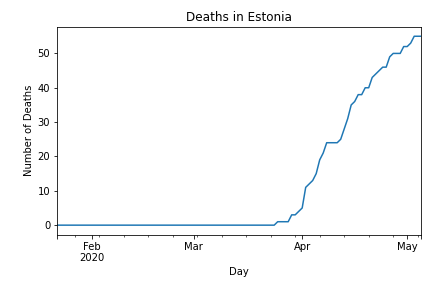 Deaths in Estonia
Number of Deaths
50
40
30
20
10
0
Feb
2020
Mar
Apr
May
Day